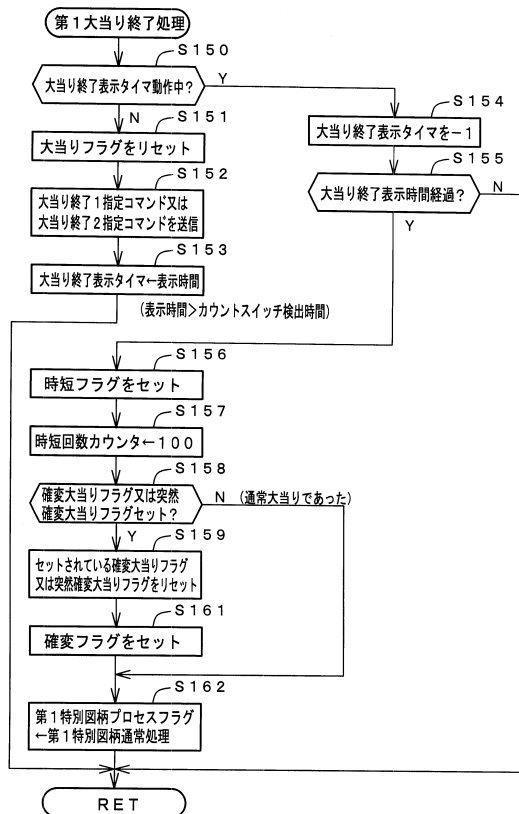 第1大当り終了処理
S150
大当り終了表示タイマ動作中?
Y
N
S151
大当りフラグをリセット
S152
大当り終了1指定コマンド又は
大当り終了2指定コマンドを送信
S153
大当り終了表示タイマ←表示時間
(表示時間>カウントスイッチ検出時間)
S154
大当り終了表示タイマを−1
S155
大当り終了表示時間経過?
N
Y
S156
時短フラグをセット
S157
時短回数カウンタ←100
S158
確変大当りフラグ又は突然
確変大当りフラグセット?
N
(通常大当りであった)
Y
S159
セットされている確変大当りフラグ
又は突然確変大当りフラグをリセット
S161
確変フラグをセット
S162
第1特別図柄プロセスフラグ
←第1特別図柄通常処理
RET